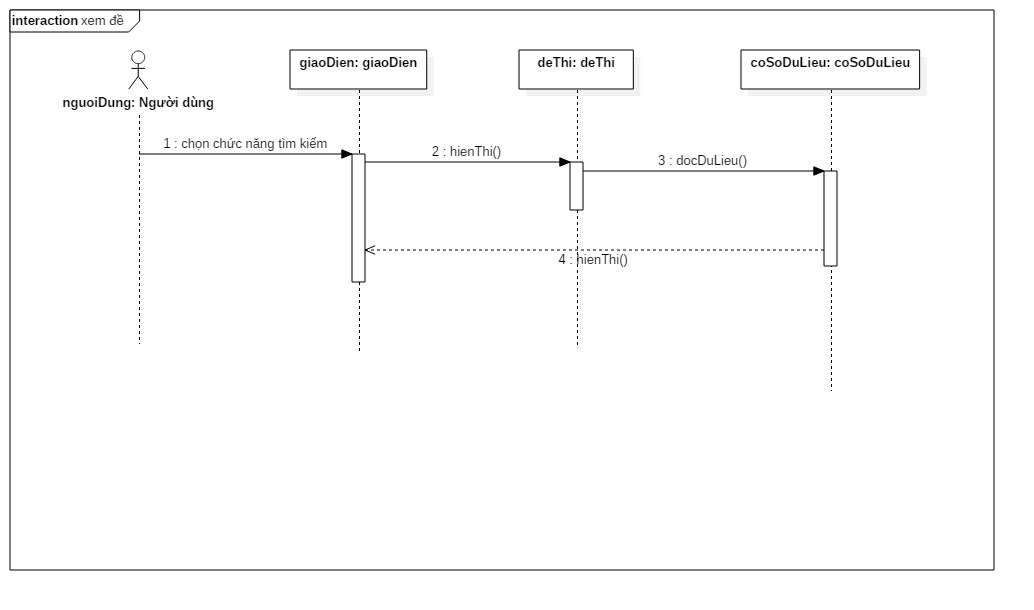 interaction xem đề
giaoDien: giaoDien
deThi: deThi
coSoDuLieu: coSoDuLieu
nguoiDung: Người dùng
1 : chọn chức năng tìm kiếm
2 : hienThi()
3 : docDuLieu()
4 : hienThi()